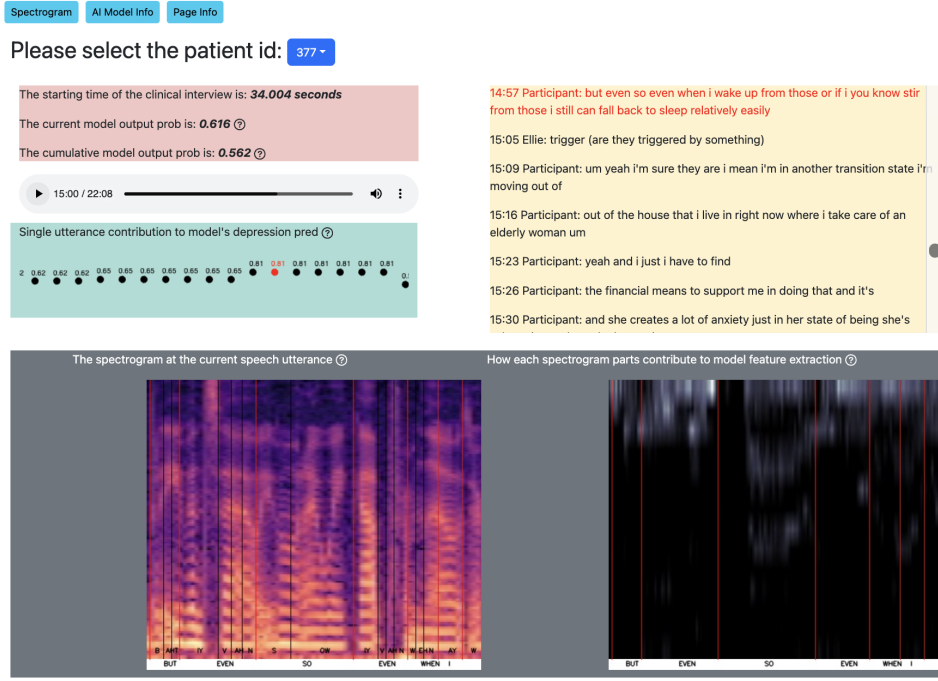 Spectrogram AI Model Info Page Info
Please select the patient id: 377
The starting time of the clinical interview is: 34.004 seconds
The current model output prob is: 0.616
The cumulative model output prob is: 0.562
15:00 / 22:08
Single utterance contribution to model's depression pred
2 0.62 0.62 0.62 0.65 0.65 0.65 0.65 0.65 0.65 0.65 0.81 0.81 0.81 0.81 0.81 0.81 0.81
14:57 Participant: but even so even when i wake up from those or if i you know stir
from those i still can fall back to sleep relatively easily
15:05 Ellie: trigger (are they triggered by something)
15:09 Participant: um yeah i'm sure they are i mean i'm in another transition state i'm
moving out of
15:16 Participant: out of the house that i live in right now where i take care of an
elderly woman um
15:23 Participant: yeah and i just i have to find
15:26 Participant: the financial means to support me in doing that and it's
15:30 Participant: and she creates a lot of anxiety just in her state of being she's
The spectrogram at the current speech utterance
B AHT IY V AH N S OW IY V AH N W EH N AY W
BUT EVEN SO EVEN WHEN I
How each spectrogram parts contribute to model feature extraction
BUT EVEN SO EVEN WHEN I